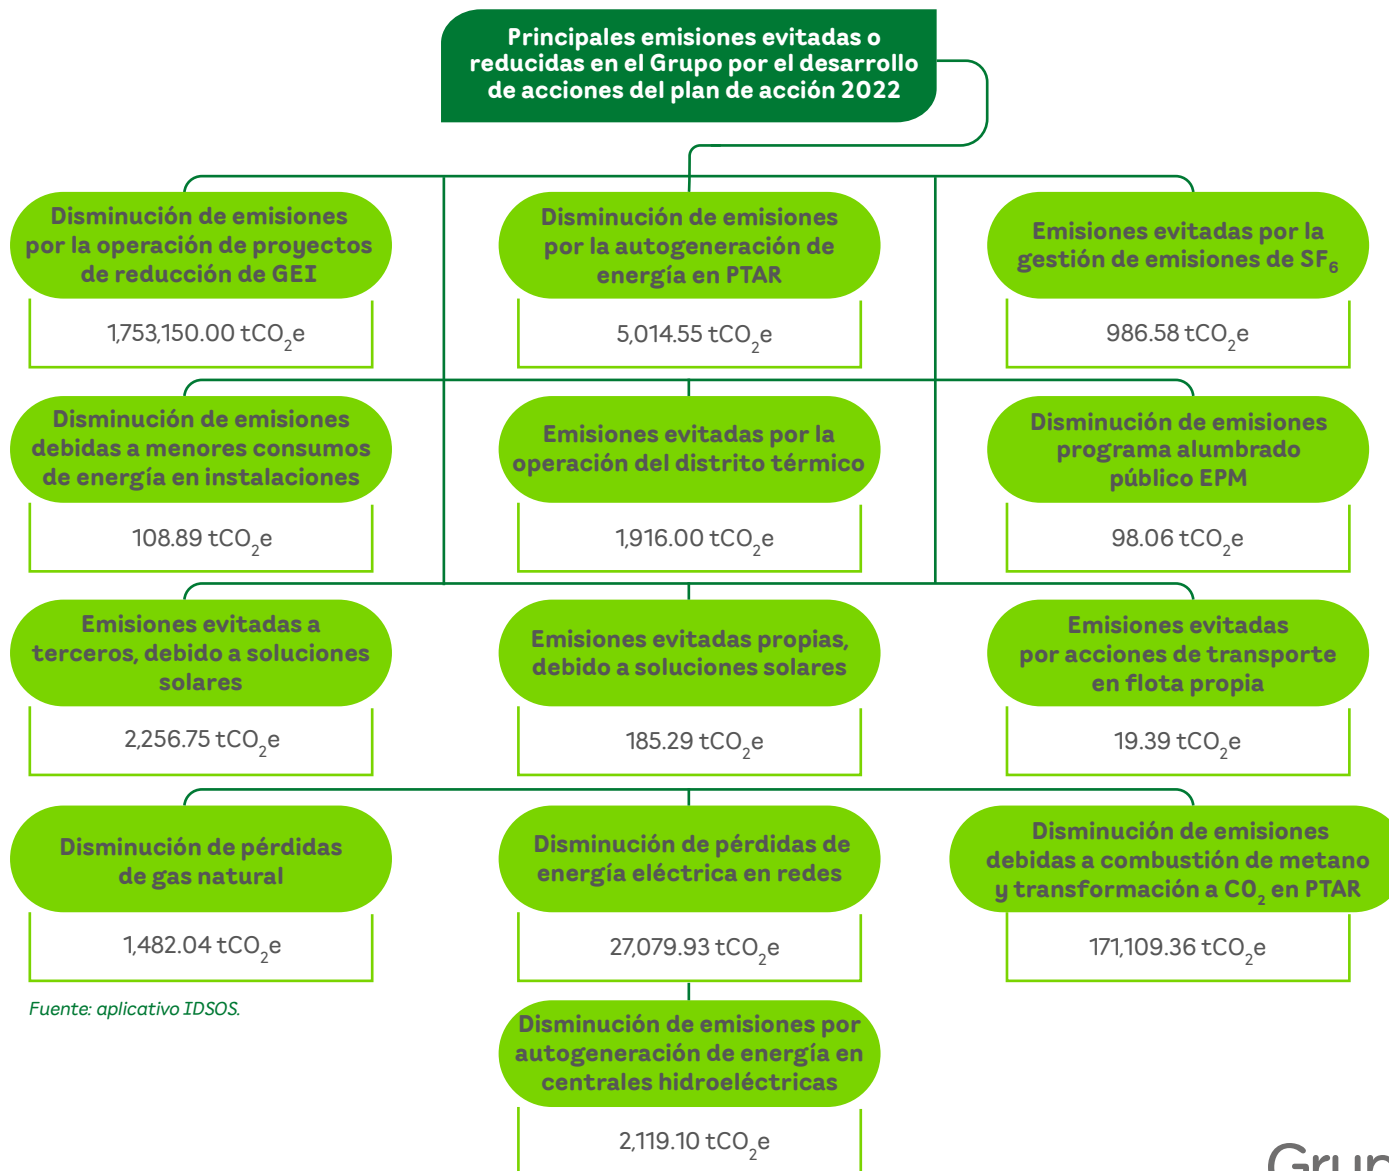 Principales emisiones evitadas o
reducidas en el Grupo por el desarrollo
de acciones del plan de acción 2022
Disminución de emisiones
por la operación de proyectos
de reducción de GEI
1,753,150.00 tCO₂e
Disminución de emisiones
por la autogeneración de
energía en PTAR
5,014.55 tCO₂e
Emisiones evitadas por la
gestión de emisiones de SF₆
986.58 tCO₂e
Disminución de emisiones
debidas a menores consumos
de energía en instalaciones
108.89 tCO₂e
Emisiones evitadas por la
operación del distrito térmico
1,916.00 tCO₂e
Disminución de emisiones
programa alumbrado
público EPM
98.06 tCO₂e
Emisiones evitadas a
terceros, debido a soluciones
solares
2,256.75 tCO₂e
Emisiones evitadas propias,
debido a soluciones solares
185.29 tCO₂e
Emisiones evitadas
por acciones de transporte
en flota propia
19.39 tCO₂e
Disminución de pérdidas
de gas natural
1,482.04 tCO₂e
Disminución de pérdidas de
energía eléctrica en redes
27,079.93 tCO₂e
Disminución de emisiones
debidas a combustión de metano
y transformación a CO₂ en PTAR
171,109.36 tCO₂e
Fuente: aplicativo IDSOS.
Disminución de emisiones por
autogeneración de energía en
centrales hidroeléctricas
2,119.10 tCO₂e